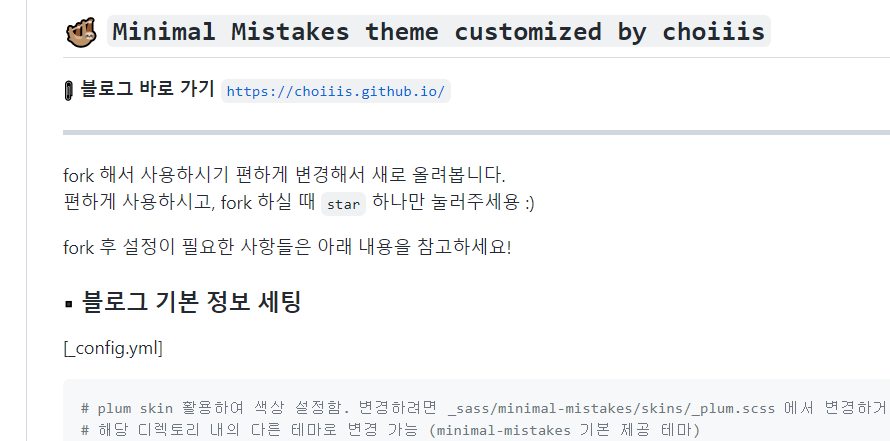 Minimal Mistakes theme customized by choiiis
블로그 바로 가기 https://choiiis.github.io/
fork 해서 사용하시기 편하게 변경해서 새로 올려봅니다.
편하게 사용하시고, fork 하실 때 star 하나만 눌러주세용 :)
fork 후 설정이 필요한 사항들은 아래 내용을 참고하세요!
▪ 블로그 기본 정보 세팅
[_config.yml]
# plum skin 활용하여 색상 설정함. 변경하려면 _sass/minimal-mistakes/skins/_plum.scss 에서 변경하거
# 해당 디렉토리 내의 다른 테마로 변경 가능 (minimal-mistakes 기본 제공 테마)